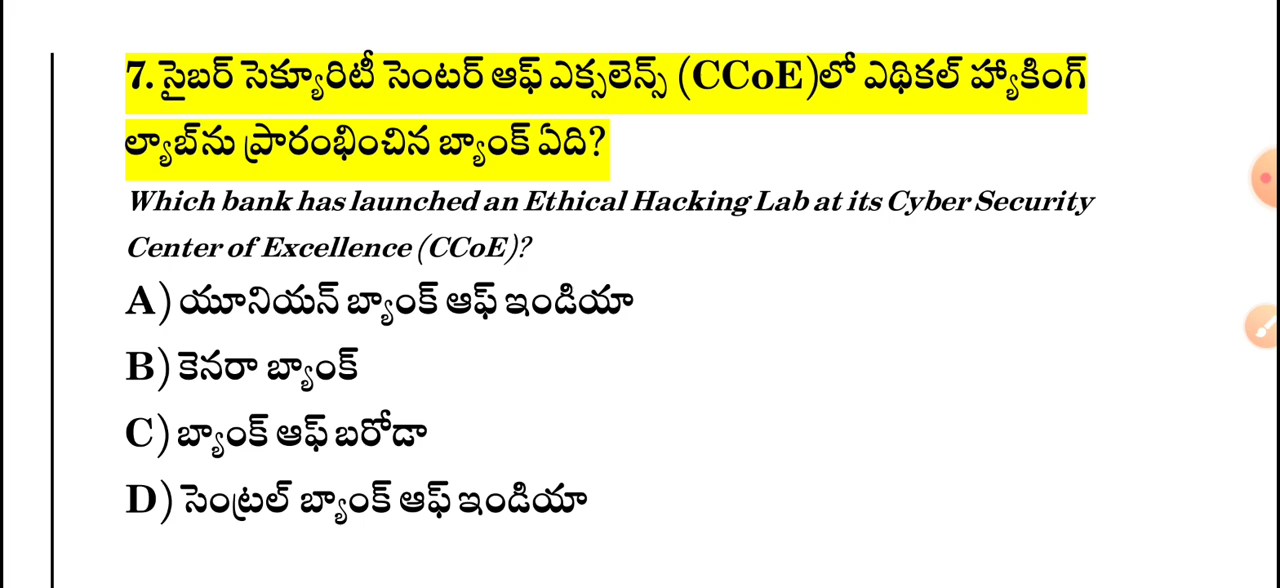 7. సైబర్ సెక్యూరిటీ సెంటర్ ఆఫ్ ఎక్సలెన్స్ (CCoE)లో ఎథికల్ హ్యాకింగ్
ల్యాబ్‌ను ప్రారంభించిన బ్యాంక్ ఏది?
Which bank has launched an Ethical Hacking Lab at its Cyber Security
Center of Excellence (CCoE)?
A) యూనియన్ బ్యాంక్ ఆఫ్ ఇండియా
B) కెనరా బ్యాంక్
C) బ్యాంక్ ఆఫ్ బరోడా
D) సెంట్రల్ బ్యాంక్ ఆఫ్ ఇండియా